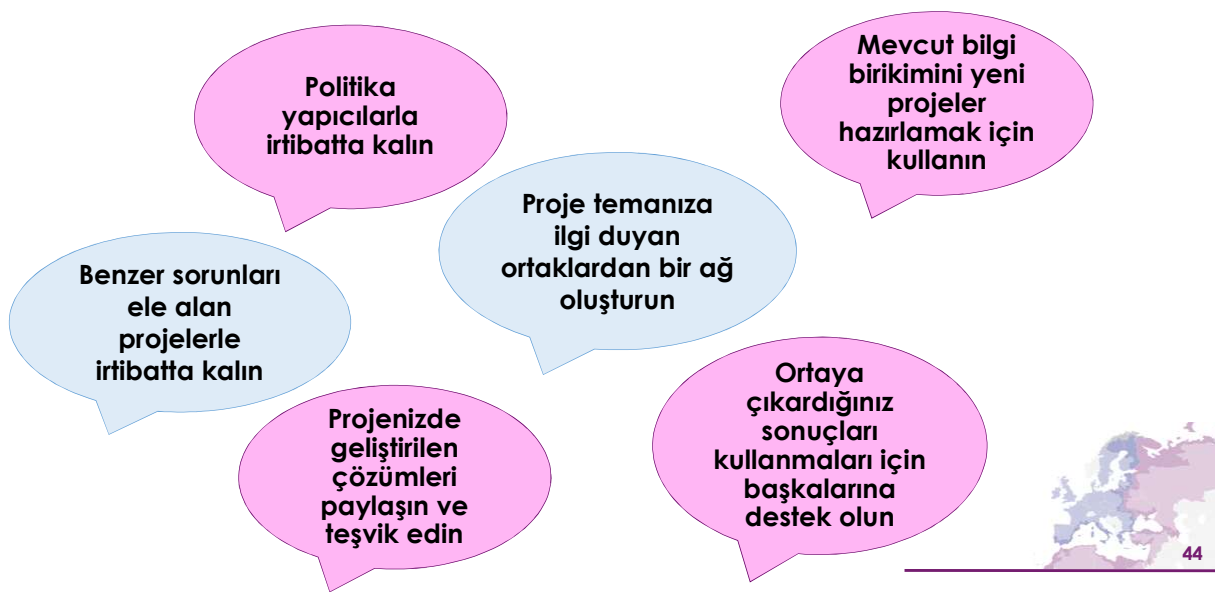 Politika
yapıcılarla
irtibatta kalın
Mevcut bilgi
birikimini yeni
projeler
hazırlamak için
kullanın
Proje temanıza
ilgi duyan
ortaklardan bir ağ
oluşturun
Benzer sorunları
ele alan
projelerle
irtibatta kalın
Projenizde
geliştirilen
çözümleri
paylaşın ve
teşvik edin
Ortaya
çıkardığınız
sonuçları
kullanmaları için
başkalarına
destek olun
44